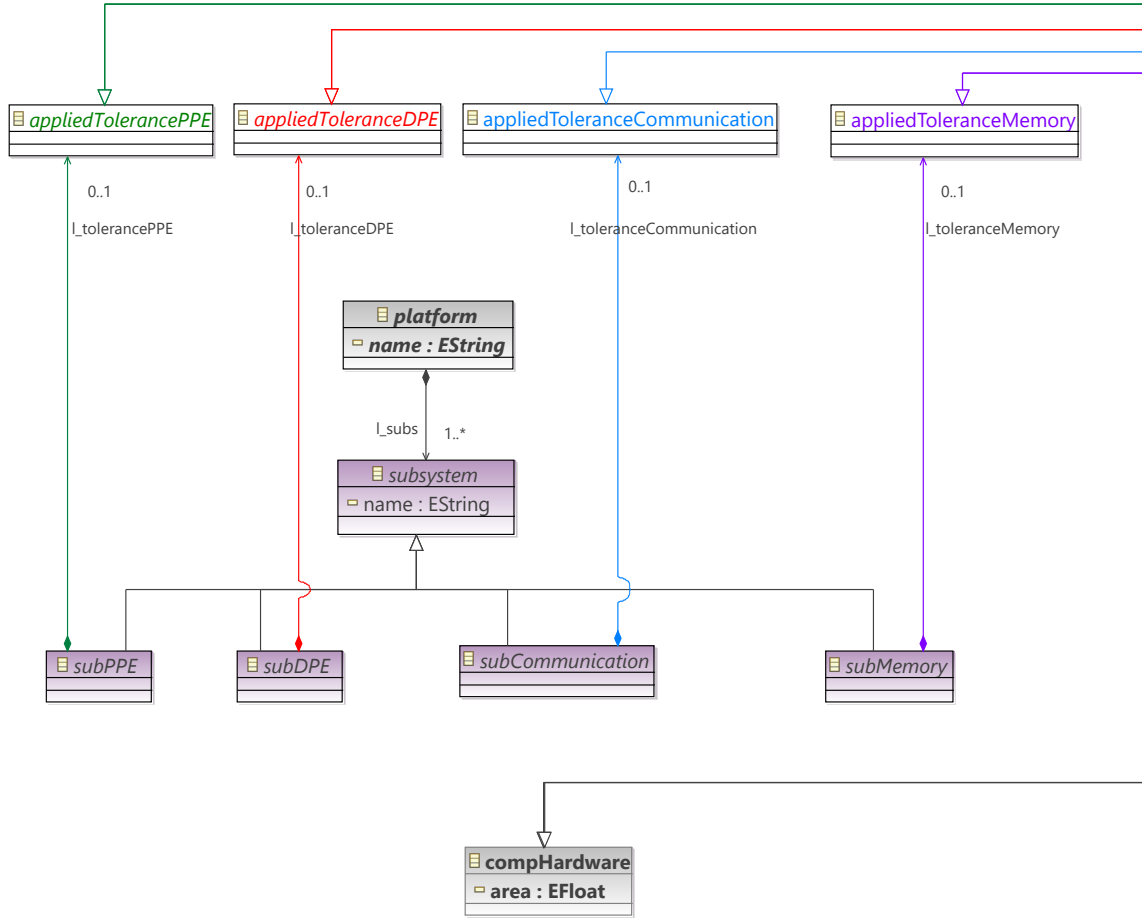 appliedTolerancePPE
appliedToleranceDPE
appliedToleranceCommunication
appliedToleranceMemory
0..1
0..1
0..1
0..1
l_tolerancePPE
l_toleranceDPE
l_toleranceCommunication
l_toleranceMemory
platform
name : EString
l_subs
1..*
subsystem
name : EString
subPPE
subDPE
subCommunication
subMemory
compHardware
area : EFloat